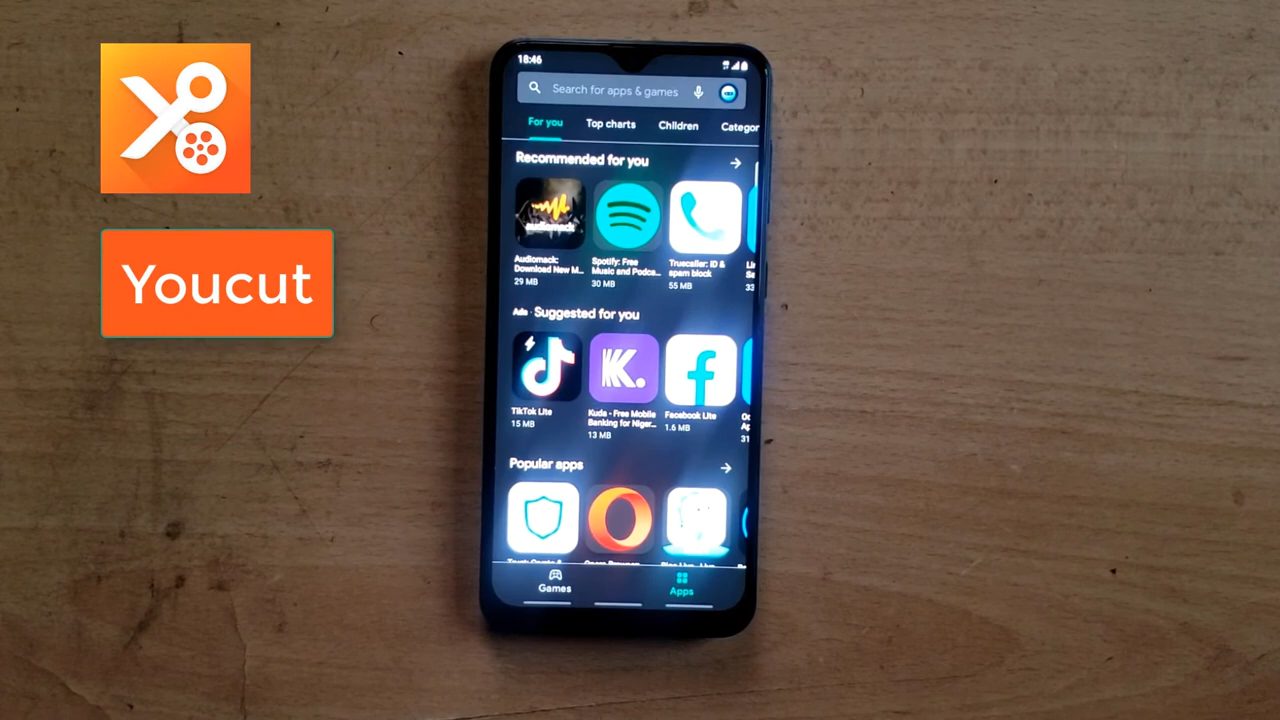 Youcut
18:46
Search for apps & games
For you
Top charts
Children
Categor
Recommended for you
audiomack
Audiomack:
Download New M...
29 MB
Spotify: Free
Music and Podca...
30 MB
Truecaller: ID &
spam block
55 MB
33
Ads · Suggested for you
TikTok Lite
15 MB
K.
Kuda - Free Mobile
Banking for Niger...
13 MB
Facebook Lite
1.6 MB
31
Popular apps
Games
Apps